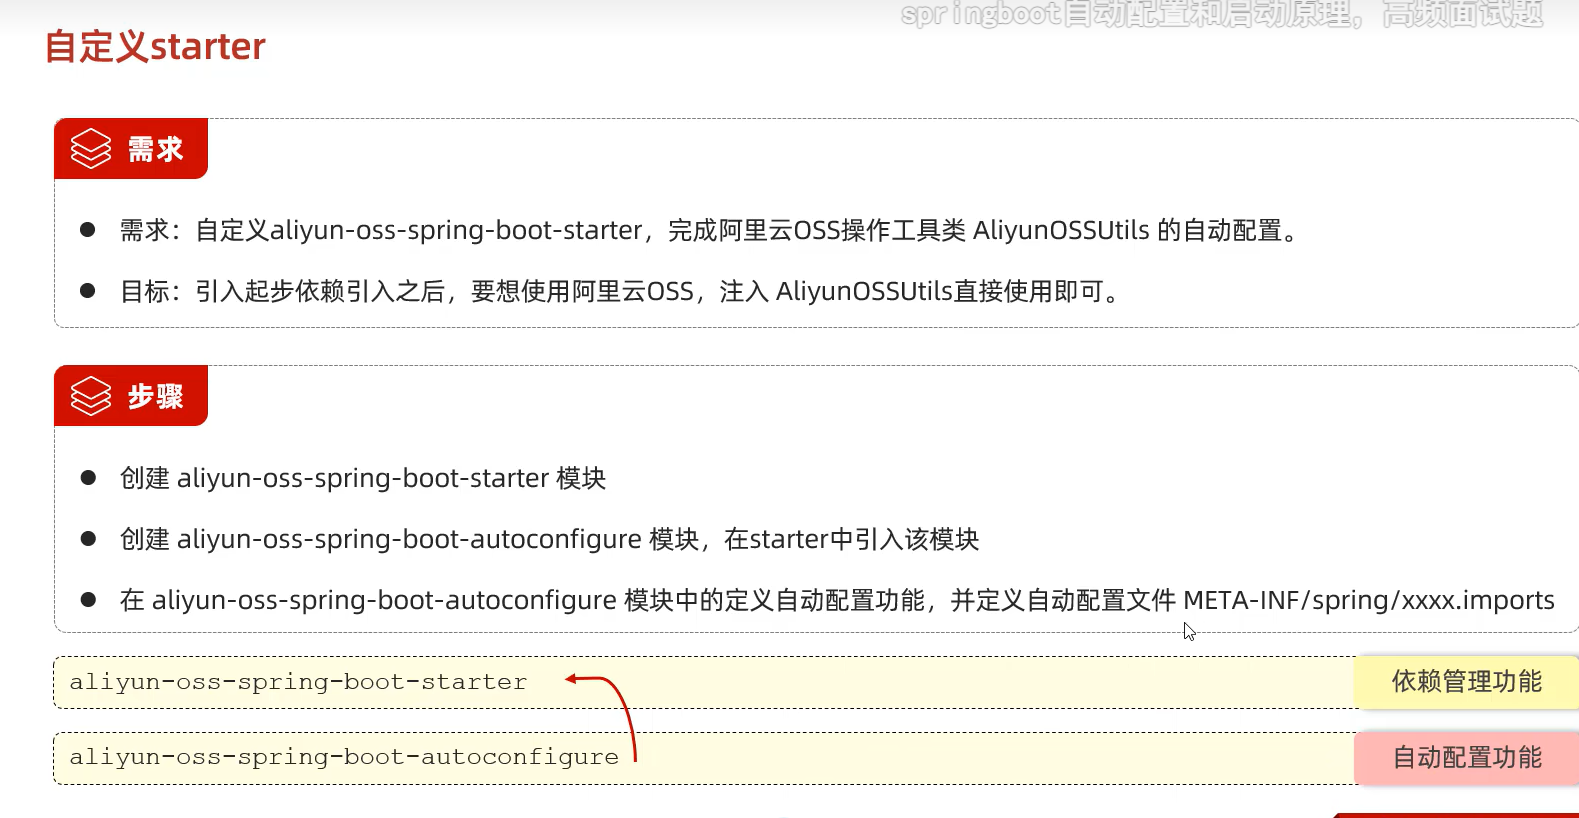 springboot自动配置和启动原理，高频面试题
自定义starter
需求
需求：自定义aliyun-oss-spring-boot-starter，完成阿里云OSS操作工具类 AliyunOSSUtils 的自动配置。
目标：引入起步依赖引入之后，要想使用阿里云OSS，注入 AliyunOSSUtils直接使用即可。
步骤
创建 aliyun-oss-spring-boot-starter 模块
创建 aliyun-oss-spring-boot-autoconfigure 模块，在starter中引入该模块
在 aliyun-oss-spring-boot-autoconfigure 模块中的定义自动配置功能，并定义自动配置文件 META-INF/spring/xxxx.imports
aliyun-oss-spring-boot-starter 依赖管理功能
aliyun-oss-spring-boot-autoconfigure 自动配置功能